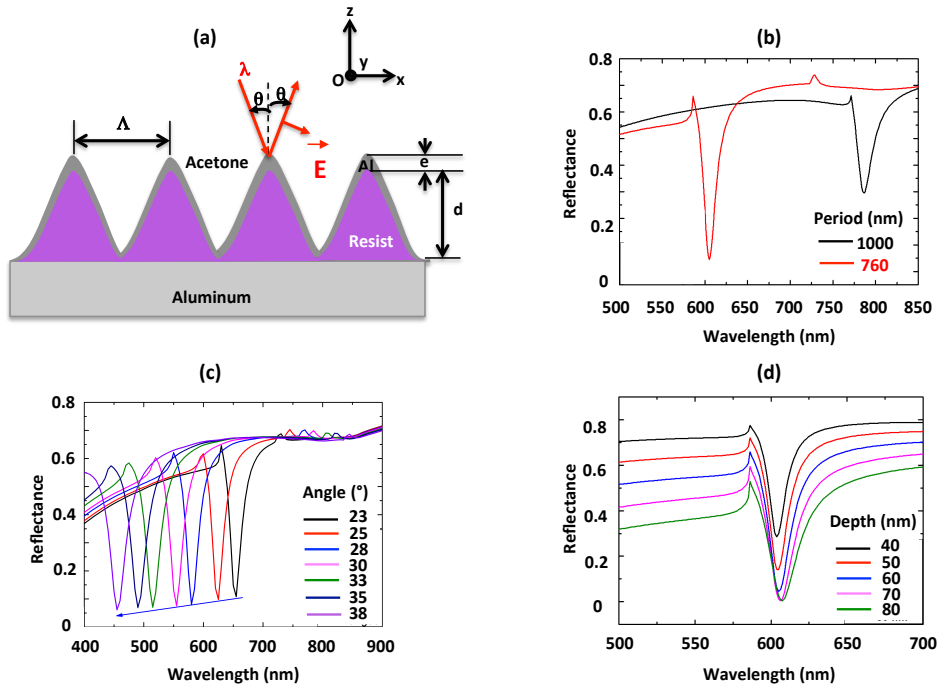 (a)
z
y
O
x
λ
θ
θ
Λ
Acetone
E
e
Al
d
Resist
Aluminum
(b)
0.8
0.6
0.4
0.2
0
Reflectance
Period (nm)
1000
760
500 550 600 650 700 750 800 850
Wavelength (nm)
(c)
0.8
0.6
0.4
0.2
0
Reflectance
Angle (°)
23
25
28
30
33
35
38
400 500 600 700 800 900
Wavelength (nm)
(d)
0.8
0.6
0.4
0.2
0
Reflectance
Depth (nm)
40
50
60
70
80
500 550 600 650 700
Wavelength (nm)